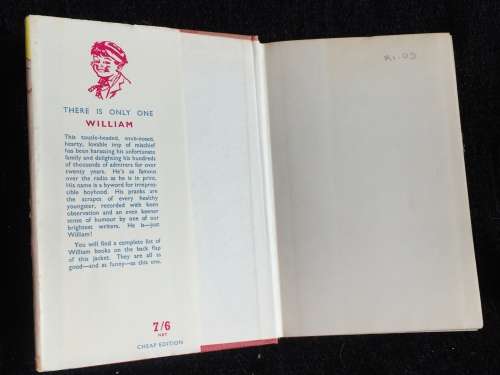 THERE IS ONLY ONE
WILLIAM
This tousle-headed, snub-nosed,
hearty, lovable imp of mischief
has been harassing his unfortunate
family and delighting his hundreds
of thousands of admirers for over
twenty years. He's as famous
over the radio as he is in print.
His name is a byword for irrepres-
sible boyhood. His pranks are
the scrapes of every healthy
youngster, recorded with keen
observation and an even keener
sense of humour by one of our
brightest writers. He is—just
William!
You will find a complete list of
William books on the back flap
of this jacket. They are all as
good—and as funny—as this one.
7/6
NET
CHEAP EDITION